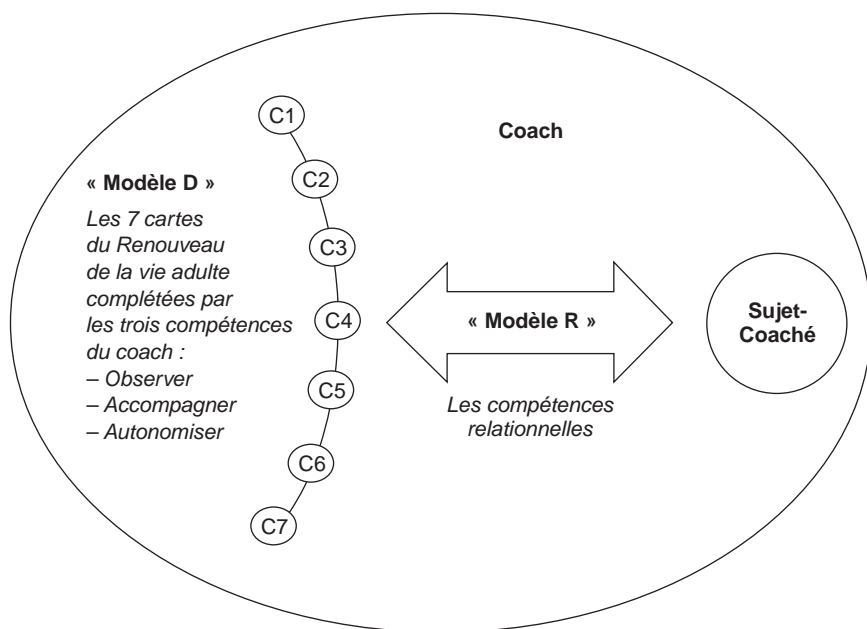 C1
Coach
C2
« Modèle D »
Les 7 cartes
du Renouveau
de la vie adulte
complétées par
les trois compétences
du coach :
– Observer
– Accompagner
– Autonomiser
C3
C4
C5
C6
C7
« Modèle R »
Les compétences
relationnelles
Sujet-
Coaché